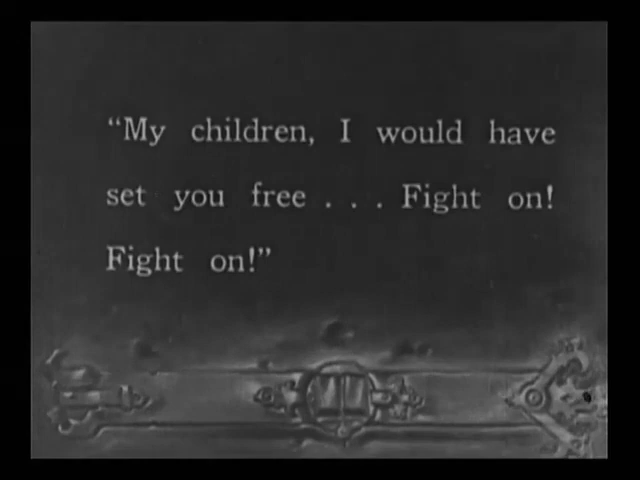 “My children, I would have
set you free . . . Fight on!
Fight on!”